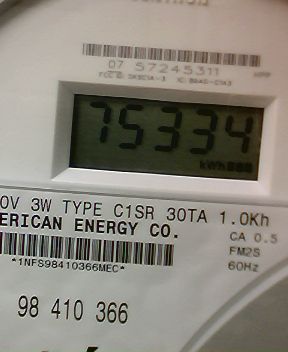 07 57245311
75334
kWh
0V 3W TYPE C1SR 30TA 1.0Kh
ERICAN ENERGY CO.
CA 0.5
FM2S
*1NFS98410366MEC*
60Hz
98 410 366